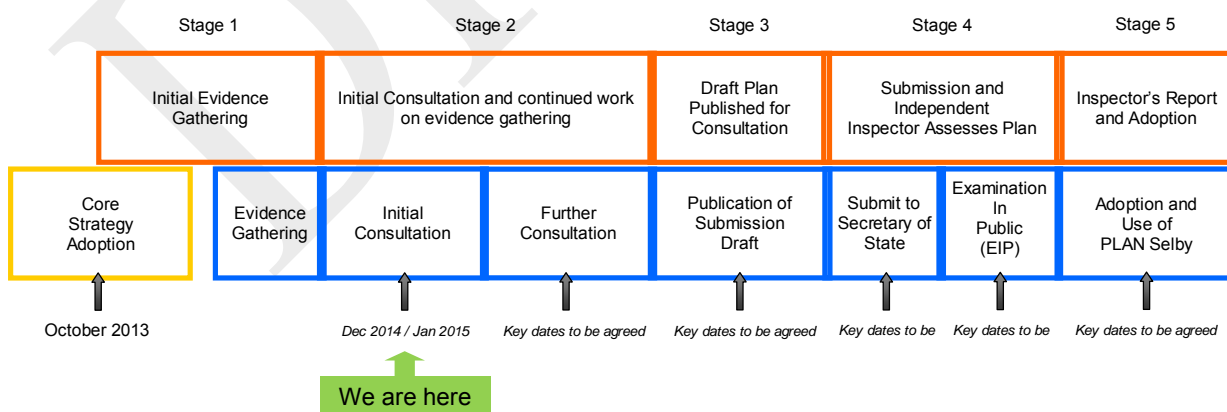 Stage 1
Stage 2
Stage 3
Stage 4
Stage 5
Initial Evidence
Gathering
Initial Consultation and continued work
on evidence gathering
Draft Plan
Published for
Consultation
Submission and
Independent
Inspector Assesses Plan
Inspector's Report
and Adoption
Core
Strategy
Adoption
Evidence
Gathering
Initial
Consultation
Further
Consultation
Publication of
Submission
Draft
Submit to
Secretary of
State
Examination
In
Public
(EIP)
Adoption and
Use of
PLAN Selby
October 2013
Dec 2014 / Jan 2015
Key dates to be agreed
Key dates to be agreed
Key dates to be
Key dates to be
Key dates to be agreed
We are here